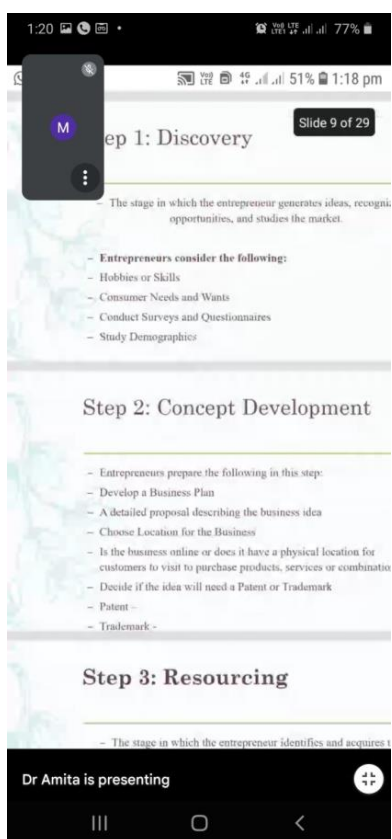 1:20 77%
51% 1:18 pm
M
Slide 9 of 29
ep 1: Discovery
– The stage in which the entrepreneur generates ideas,
opportunities, and studies the market.
– Entrepreneurs consider the following:
– Hobbies or Skills
– Consumer Needs and Wants
– Conduct Surveys and Questionnaires
– Study Demographics
Step 2: Concept Development
– Entrepreneurs prepare the following in this step:
– Develop a Business Plan
– A detailed proposal describing the business idea
– Choose Location for the Business
– Is the business online or does it have a physical location for
customers to visit to purchase products, services or combinatio
– Decide if the idea will need a Patent or Trademark
– Patent –
– Trademark -
Step 3: Resourcing
– The stage in which the entrepreneur identifies and acquires t
Dr Amita is presenting